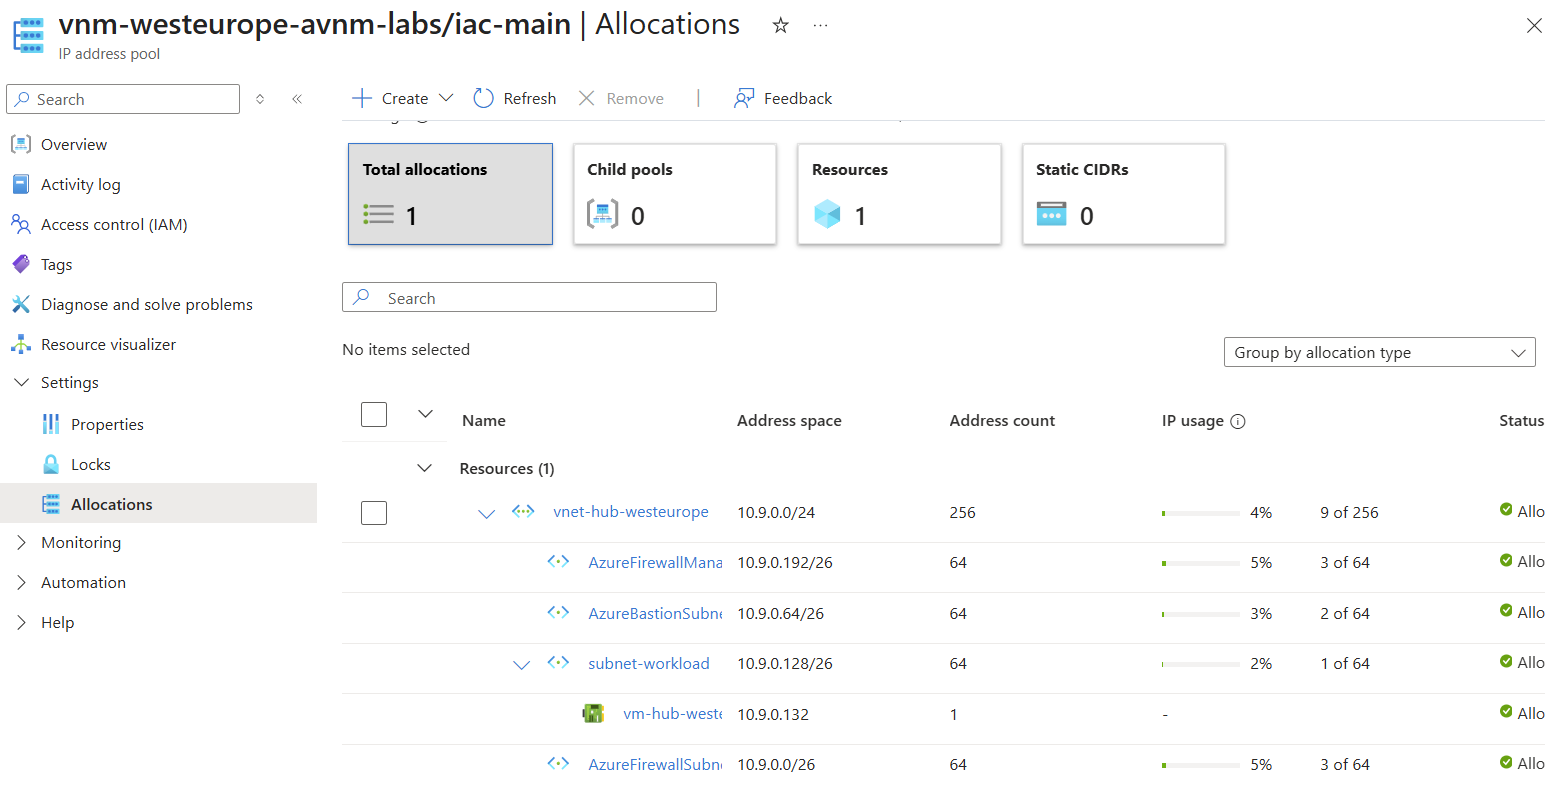 vnm-westeurope-avnm-labs/iac-main | Allocations
IP address pool
Search
Create
Refresh
Remove
Feedback
Overview
Activity log
Access control (IAM)
Tags
Diagnose and solve problems
Resource visualizer
Settings
Properties
Locks
Allocations
Monitoring
Automation
Help
Total allocations
1
Child pools
0
Resources
1
Static CIDRs
0
Search
No items selected
Group by allocation type
Name Address space Address count IP usage Status
Resources (1)
vnet-hub-westeurope 10.9.0.0/24 256 4% 9 of 256 Allo
AzureFirewallMana 10.9.0.192/26 64 5% 3 of 64 Allo
AzureBastionSubne 10.9.0.64/26 64 3% 2 of 64 Allo
subnet-workload 10.9.0.128/26 64 2% 1 of 64 Allo
vm-hub-weste 10.9.0.132 1 - Allo
AzureFirewallSubn 10.9.0.0/26 64 5% 3 of 64 Allo